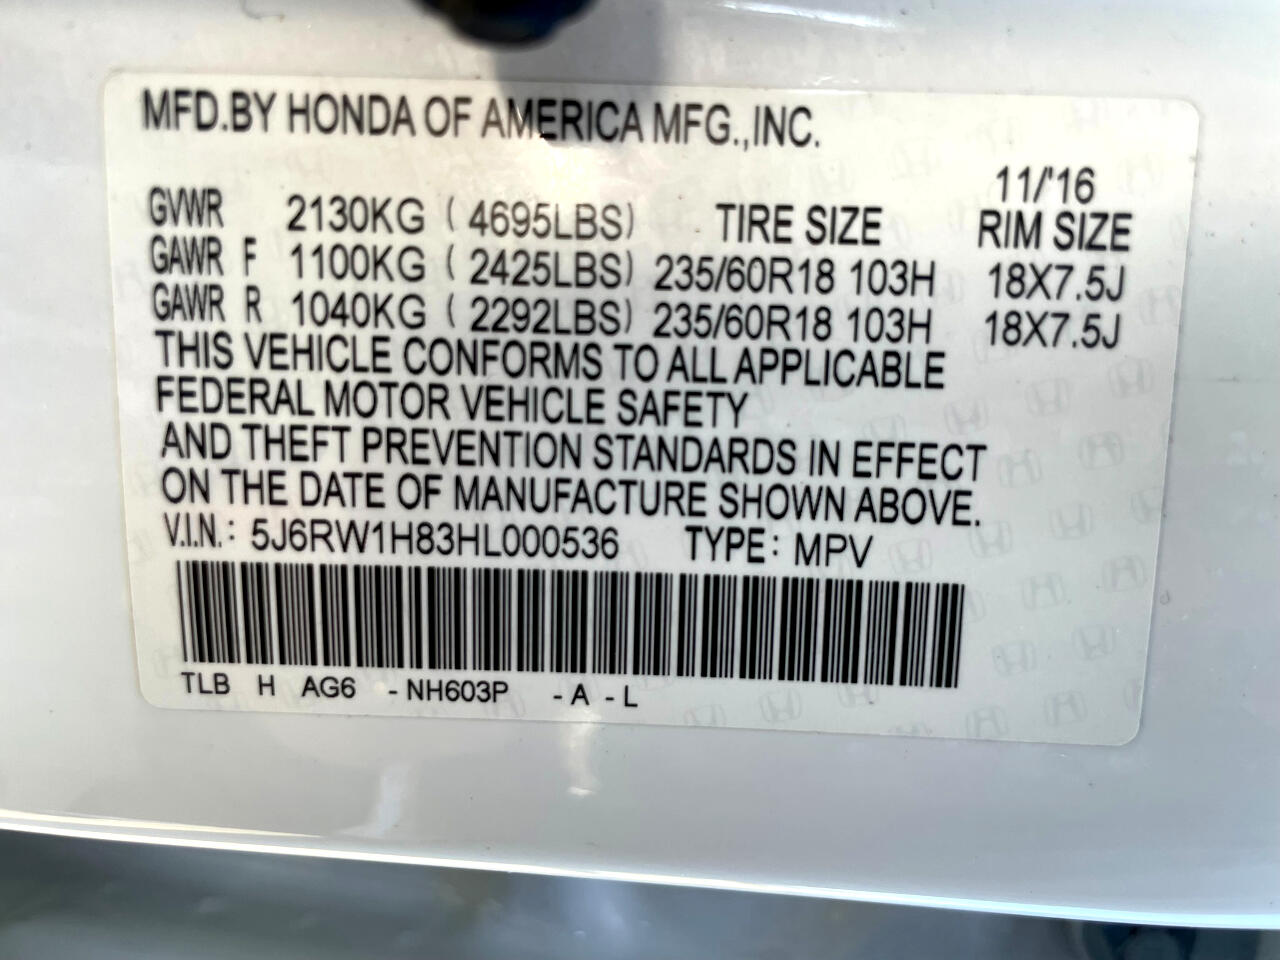 MFD.BY HONDA OF AMERICA MFG.,INC.
11/'16
GVWR 2130KG ( 4695LBS) TIRE SIZE RIM SIZE
GAWR F 1100KG ( 2425LBS) 235/60R18 103H 18X7.5J
GAWR R 1040KG ( 2292LBS) 235/60R18 103H 18X7.5J
THIS VEHICLE CONFORMS TO ALL APPLICABLE
FEDERAL MOTOR VEHICLE SAFETY
AND THEFT PREVENTION STANDARDS IN EFFECT
ON THE DATE OF MANUFACTURE SHOWN ABOVE.
V.I.N.: 5J6RW1H83HL000536 TYPE: MPV
TLB H AG6 - NH603P - A - L